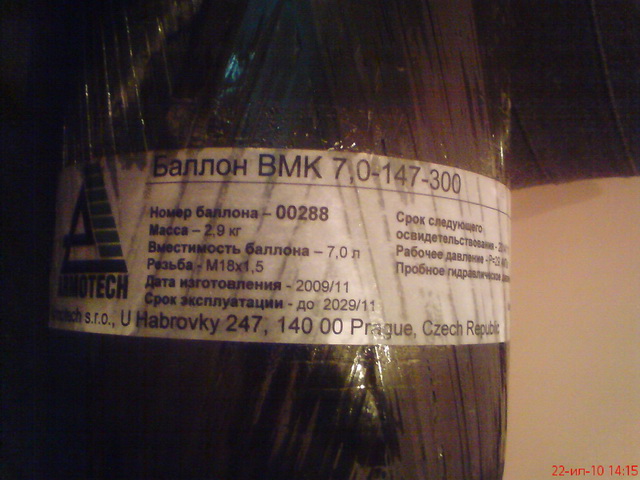 Баллон ВМК 7,0-147-300
Номер баллона – 00288
Масса – 2,9 кг
Вместимость баллона – 7,0 л
Резьба - М18х1,5
Дата изготовления - 2009/11
Срок эксплуатации - до 2029/11
Срок следующего
освидетельствования -
Рабочее давление -
Пробное гидравлическое
ARMOTECH
s.r.o., U Habrovky 247, 140 00 Prague, Czech Republic
22-ип-10 14:15